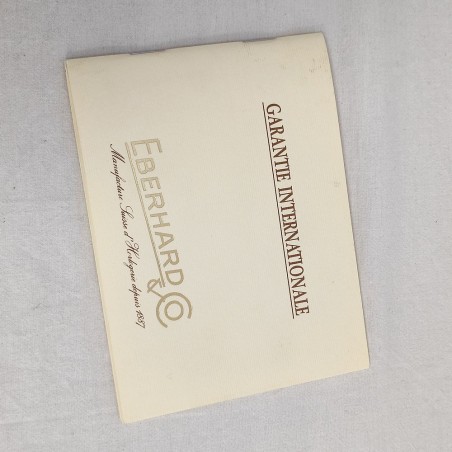 GARANTIE INTERNATIONALE
EBERHARD
& CO
Manufacture Suisse d'Horlogerie depuis 1887